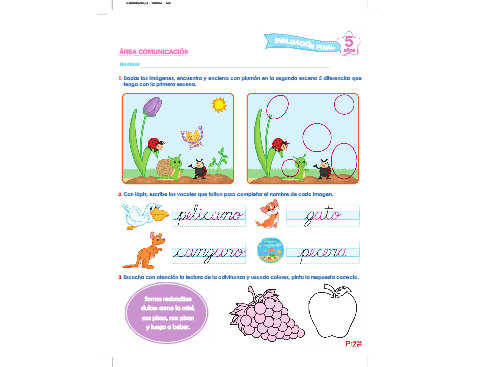 EVALUACIÓN FINAL
5 años
ÁREA COMUNICACIÓN
Nombre
1. Dadas las imágenes, encuentra y encierra con plumón en la segunda escena 5 diferencias que
tenga con la primera escena.
2. Con lápiz, escribe las vocales que faltan para completar el nombre de cada imagen.
pelicano
gato
canguro
pecera
3. Escucha con atención la lectura de la adivinanza y usando colores, pinta la respuesta correcta.
Somos redonditas
dulces como la miel,
nos pisan, nos pisan
y luego a beber.